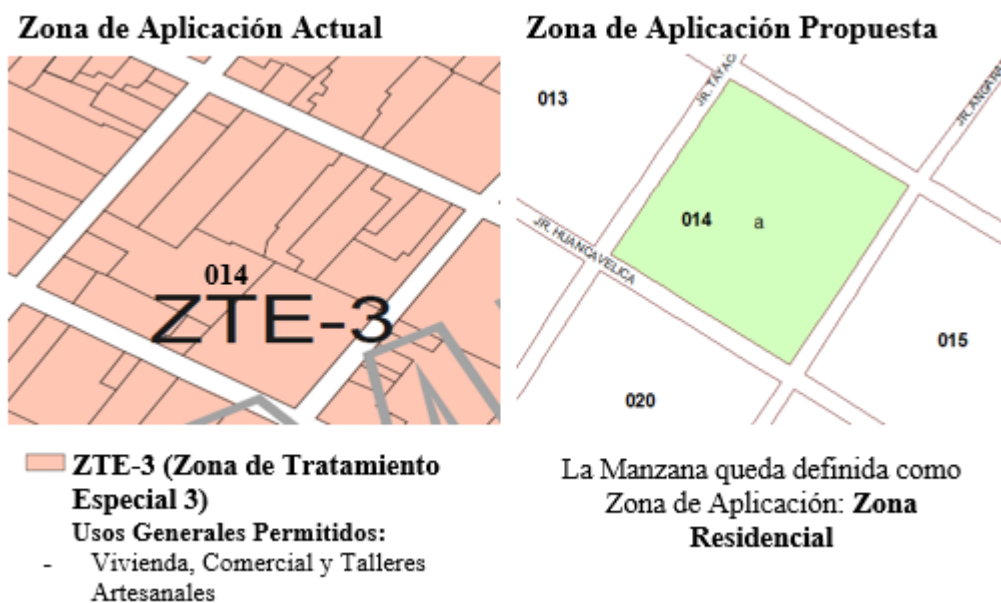 Zona de Aplicación Actual
014
ZTE-3
ZTE-3 (Zona de Tratamiento
Especial 3)
Usos Generales Permitidos:
- Vivienda, Comercial y Talleres
Artesanales
Zona de Aplicación Propuesta
013
JR. TAYAC
JR. ANGARA
014
a
JR. HUANCAVELICA
015
020
La Manzana queda definida como
Zona de Aplicación: Zona
Residencial